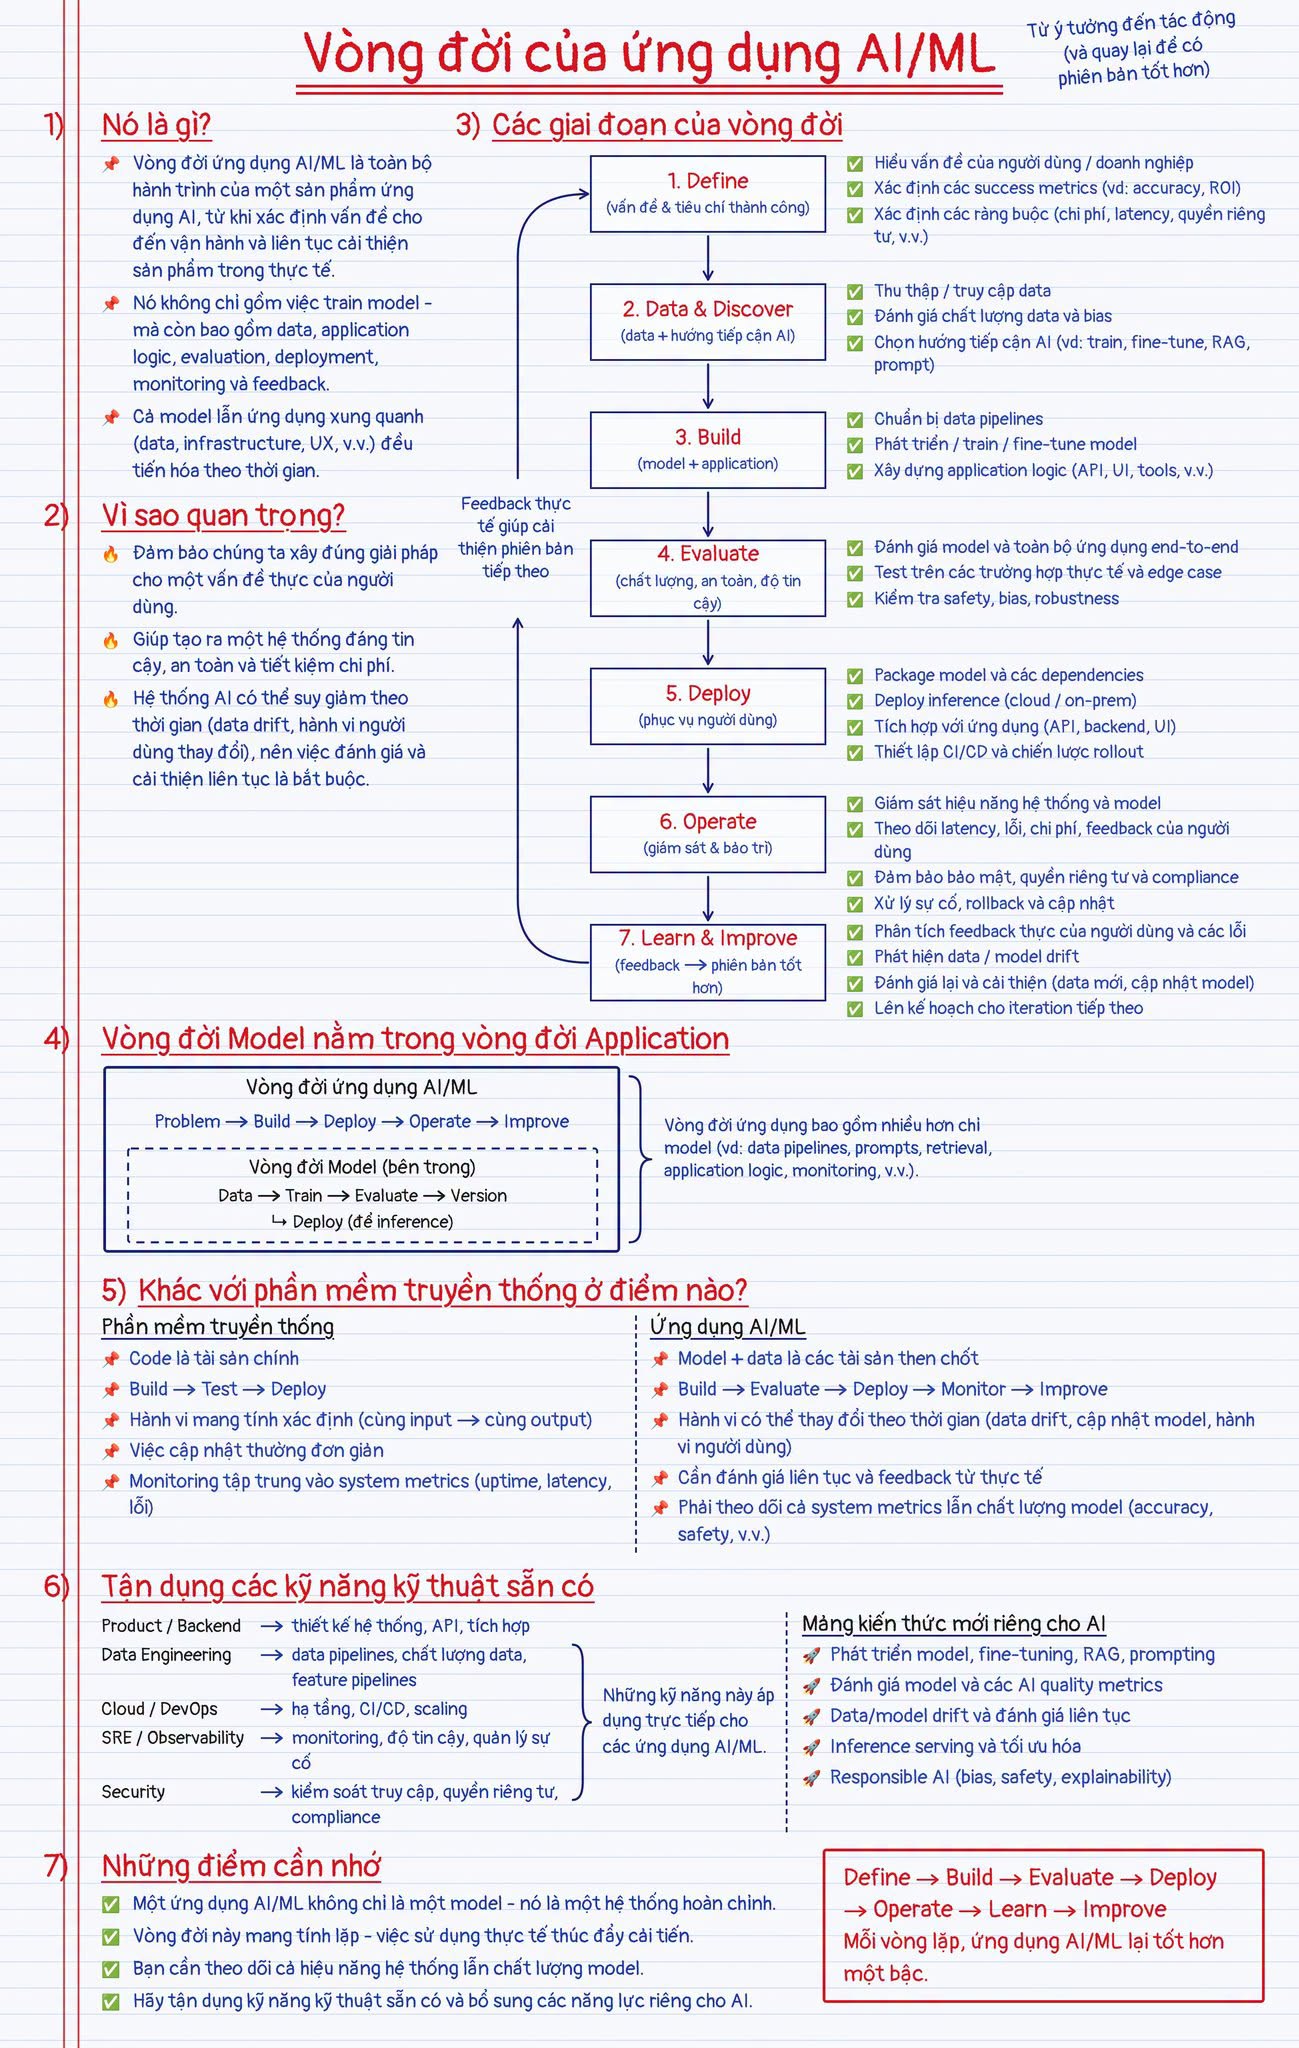 Vòng đời của ứng dụng AI/ML
Từ ý tưởng đến tác động
(và quay lại để có
phiên bản tốt hơn)
1) Nó là gì?
📌 Vòng đời ứng dụng AI/ML là toàn bộ
hành trình của một sản phẩm ứng
dụng AI, từ khi xác định vấn đề cho
đến vận hành và liên tục cải thiện
sản phẩm trong thực tế.
📌 Nó không chỉ gồm việc train model -
mà còn bao gồm data, application
logic, evaluation, deployment,
monitoring và feedback.
📌 Cả model lẫn ứng dụng xung quanh
(data, infrastructure, UX, v.v.) đều
tiến hóa theo thời gian.
2) Vì sao quan trọng?
🔥 Đảm bảo chúng ta xây đúng giải pháp
cho một vấn đề thực của người
dùng.
🔥 Giúp tạo ra một hệ thống đáng tin
cậy, an toàn và tiết kiệm chi phí.
🔥 Hệ thống AI có thể suy giảm theo
thời gian (data drift, hành vi người
dùng thay đổi), nên việc đánh giá và
cải thiện liên tục là bắt buộc.
3) Các giai đoạn của vòng đời
1. Define
(vấn đề & tiêu chí thành công)
✅ Hiểu vấn đề của người dùng / doanh nghiệp
✅ Xác định các success metrics (vd: accuracy, ROI)
✅ Xác định các ràng buộc (chi phí, latency, quyền riêng
tư, v.v.)
2. Data & Discover
(data + hướng tiếp cận AI)
✅ Thu thập / truy cập data
✅ Đánh giá chất lượng data và bias
✅ Chọn hướng tiếp cận AI (vd: train, fine-tune, RAG,
prompt)
3. Build
(model + application)
✅ Chuẩn bị data pipelines
✅ Phát triển / train / fine-tune model
✅ Xây dựng application logic (API, UI, tools, v.v.)
Feedback thực
tế giúp cải
thiện phiên bản
tiếp theo
4. Evaluate
(chất lượng, an toàn, độ tin
cậy)
✅ Đánh giá model và toàn bộ ứng dụng end-to-end
✅ Test trên các trường hợp thực tế và edge case
✅ Kiểm tra safety, bias, robustness
5. Deploy
(phục vụ người dùng)
✅ Package model và các dependencies
✅ Deploy inference (cloud / on-prem)
✅ Tích hợp với ứng dụng (API, backend, UI)
✅ Thiết lập CI/CD và chiến lược rollout
6. Operate
(giám sát & bảo trì)
✅ Giám sát hiệu năng hệ thống và model
✅ Theo dõi latency, lỗi, chi phí, feedback của người
dùng
✅ Đảm bảo bảo mật, quyền riêng tư và compliance
✅ Xử lý sự cố, rollback và cập nhật
7. Learn & Improve
(feedback → phiên bản tốt
hơn)
✅ Phân tích feedback thực của người dùng và các lỗi
✅ Phát hiện data / model drift
✅ Đánh giá lại và cải thiện (data mới, cập nhật model)
✅ Lên kế hoạch cho iteration tiếp theo
4) Vòng đời Model nằm trong vòng đời Application
Vòng đời ứng dụng AI/ML
Problem → Build → Deploy → Operate → Improve
Vòng đời Model (bên trong)
Data → Train → Evaluate → Version
↳ Deploy (để inference)
Vòng đời ứng dụng bao gồm nhiều hơn chỉ
model (vd: data pipelines, prompts, retrieval,
application logic, monitoring, v.v.).
5) Khác với phần mềm truyền thống ở điểm nào?
Phần mềm truyền thống
📌 Code là tài sản chính
📌 Build → Test → Deploy
📌 Hành vi mang tính xác định (cùng input → cùng output)
📌 Việc cập nhật thường đơn giản
📌 Monitoring tập trung vào system metrics (uptime, latency,
lỗi)
Ứng dụng AI/ML
📌 Model + data là các tài sản then chốt
📌 Build → Evaluate → Deploy → Monitor → Improve
📌 Hành vi có thể thay đổi theo thời gian (data drift, cập nhật model, hành
vi người dùng)
📌 Cần đánh giá liên tục và feedback từ thực tế
📌 Phải theo dõi cả system metrics lẫn chất lượng model (accuracy,
safety, v.v.)
6) Tận dụng các kỹ năng kỹ thuật sẵn có
Product / Backend → thiết kế hệ thống, API, tích hợp
Data Engineering → data pipelines, chất lượng data,
feature pipelines
Cloud / DevOps → hạ tầng, CI/CD, scaling
SRE / Observability → monitoring, độ tin cậy, quản lý sự
cố
Security → kiểm soát truy cập, quyền riêng tư,
compliance
Những kỹ năng này áp
dụng trực tiếp cho
các ứng dụng AI/ML.
Mảng kiến thức mới riêng cho AI
🚀 Phát triển model, fine-tuning, RAG, prompting
🚀 Đánh giá model và các AI quality metrics
🚀 Data/model drift và đánh giá liên tục
🚀 Inference serving và tối ưu hóa
🚀 Responsible AI (bias, safety, explainability)
7) Những điểm cần nhớ
✅ Một ứng dụng AI/ML không chỉ là một model - nó là một hệ thống hoàn chỉnh.
✅ Vòng đời này mang tính lặp - việc sử dụng thực tế thúc đẩy cải tiến.
✅ Bạn cần theo dõi cả hiệu năng hệ thống lẫn chất lượng model.
✅ Hãy tận dụng kỹ năng kỹ thuật sẵn có và bổ sung các năng lực riêng cho AI.
Define → Build → Evaluate → Deploy
→ Operate → Learn → Improve
Mỗi vòng lặp, ứng dụng AI/ML lại tốt hơn
một bậc.